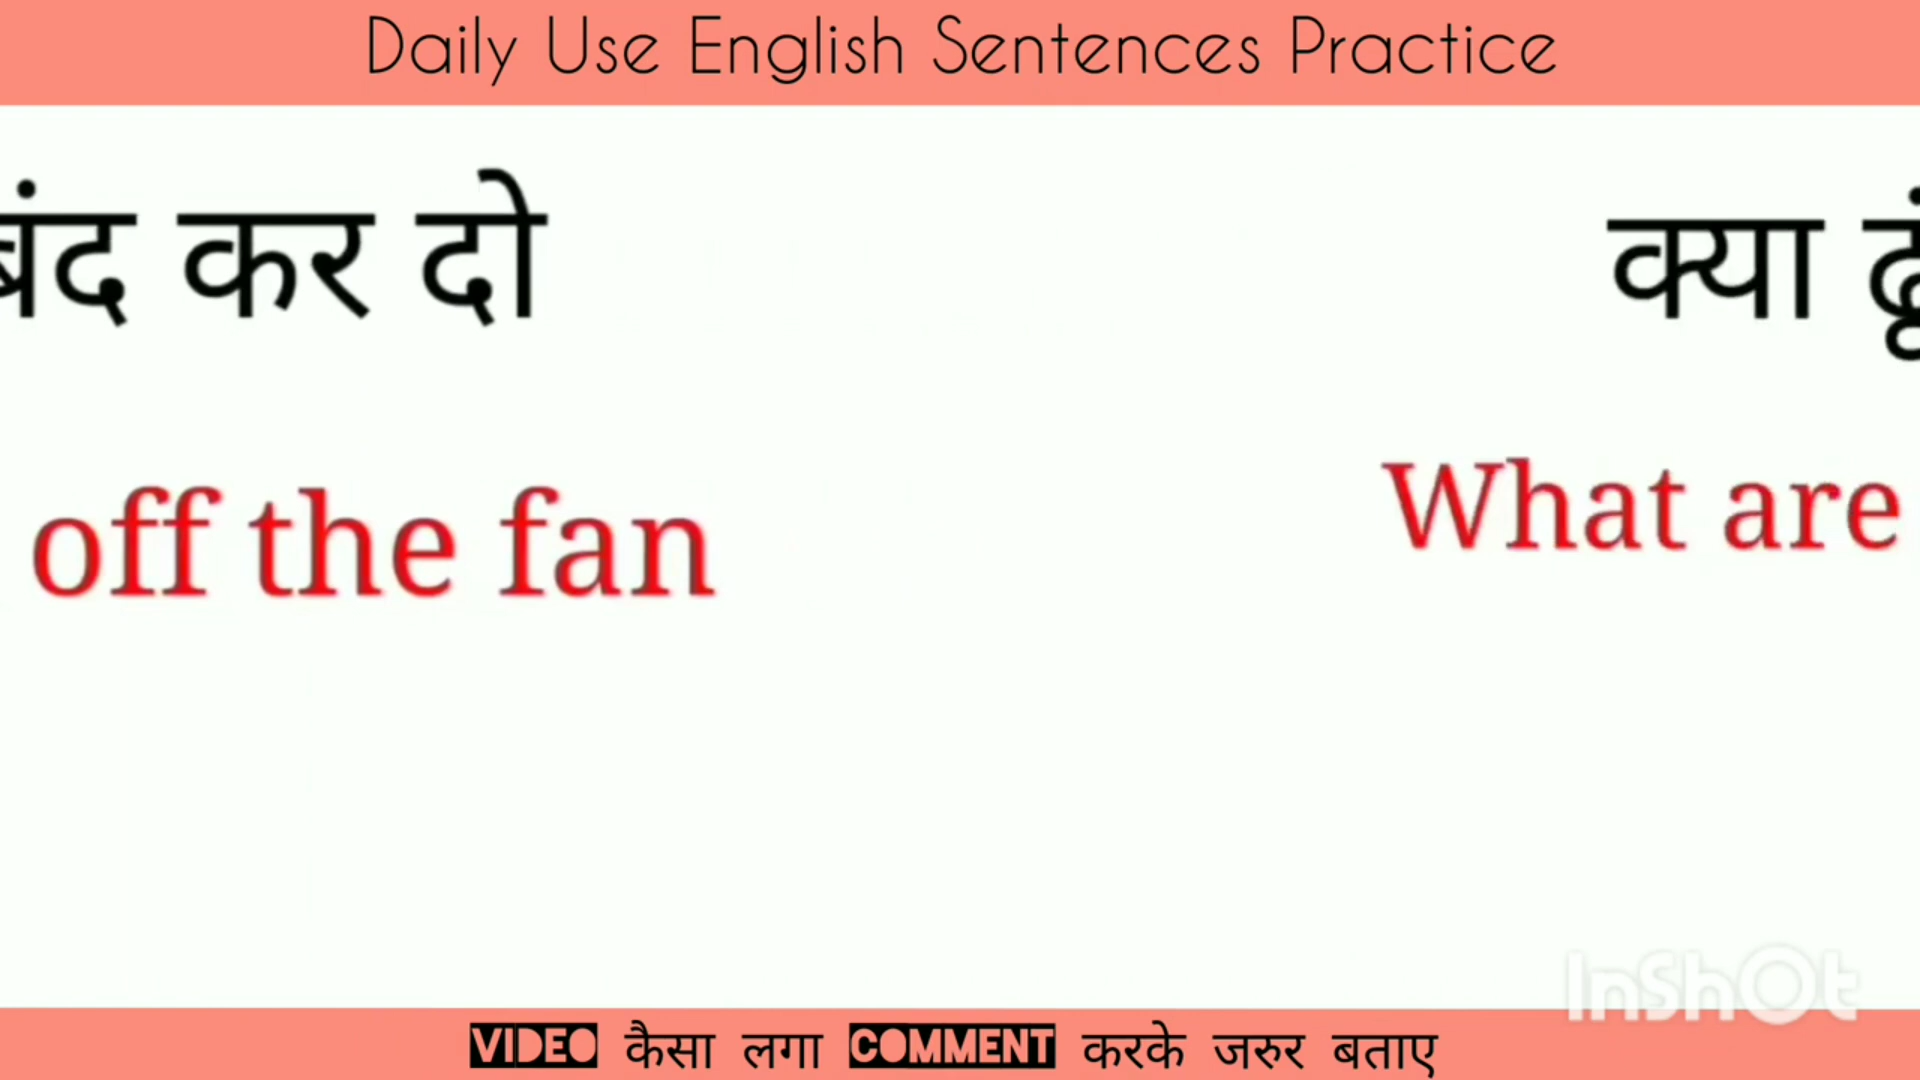 Daily Use English Sentences Practice
बंद कर दो
क्या
off the fan
What are
InShOt
VIDEO कैसा लगा COMMENT करके जरुर बताए